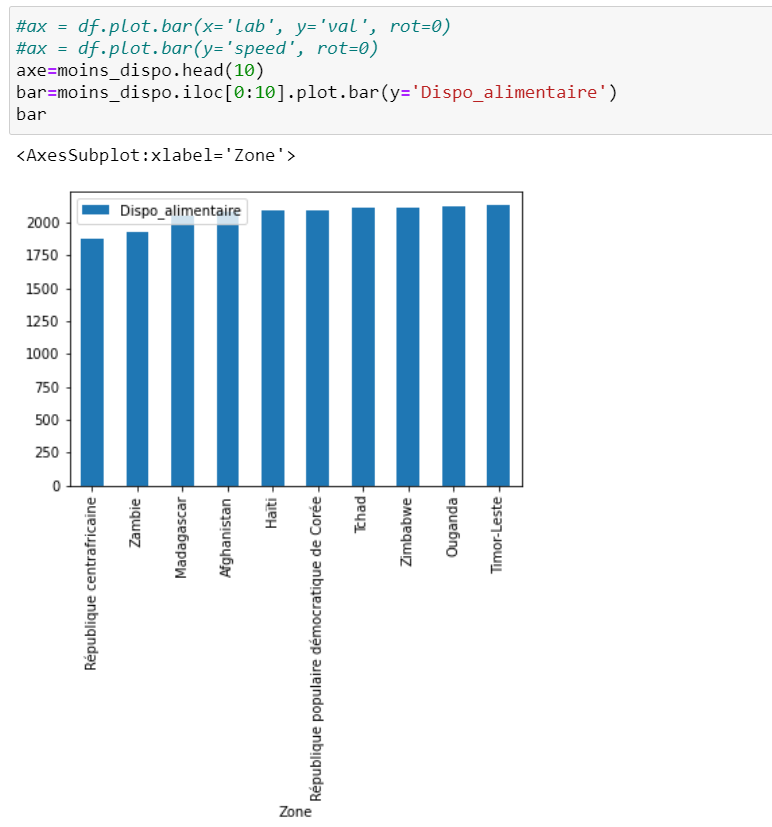 #ax = df.plot.bar(x='lab', y='val', rot=0)
#ax = df.plot.bar(y='speed', rot=0)
axe=moins_dispo.head(10)
bar=moins_dispo.iloc[0:10].plot.bar(y='Dispo_alimentaire')
bar
<AxesSubplot:xlabel='Zone'>
Dispo_alimentaire
2000
1750
1500
1250
1000
750
500
250
0
République centrafricaine
Zambie
Madagascar
Afghanistan
Haïti
République populaire démocratique de Corée
Tchad
Zimbabwe
Ouganda
Timor-Leste
Zone